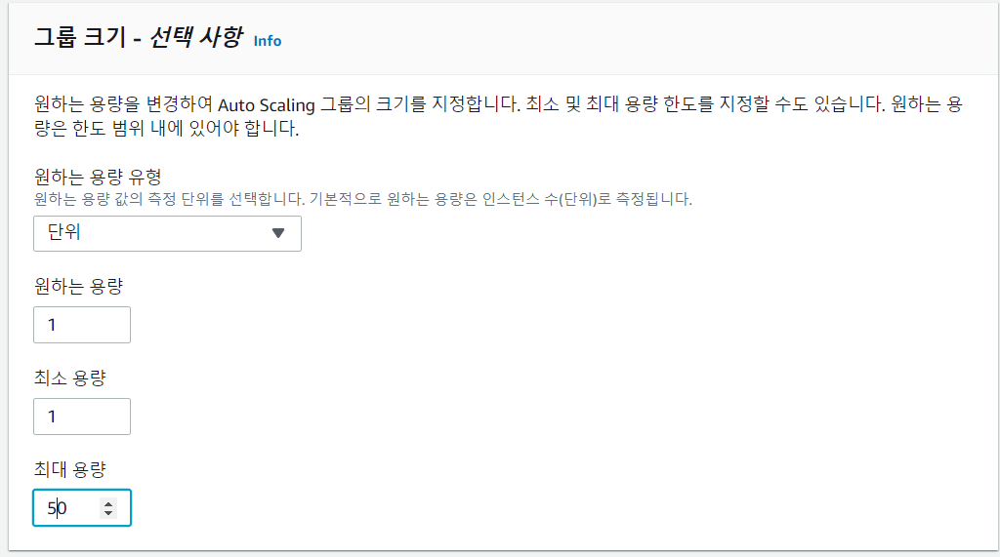 그룹 크기 - 선택 사항 Info
원하는 용량을 변경하여 Auto Scaling 그룹의 크기를 지정합니다. 최소 및 최대 용량 한도를 지정할 수도 있습니다. 원하는 용
량은 한도 범위 내에 있어야 합니다.
원하는 용량 유형
원하는 용량 값의 측정 단위를 선택합니다. 기본적으로 원하는 용량은 인스턴스 수(단위)로 측정됩니다.
단위
원하는 용량
1
최소 용량
1
최대 용량
50